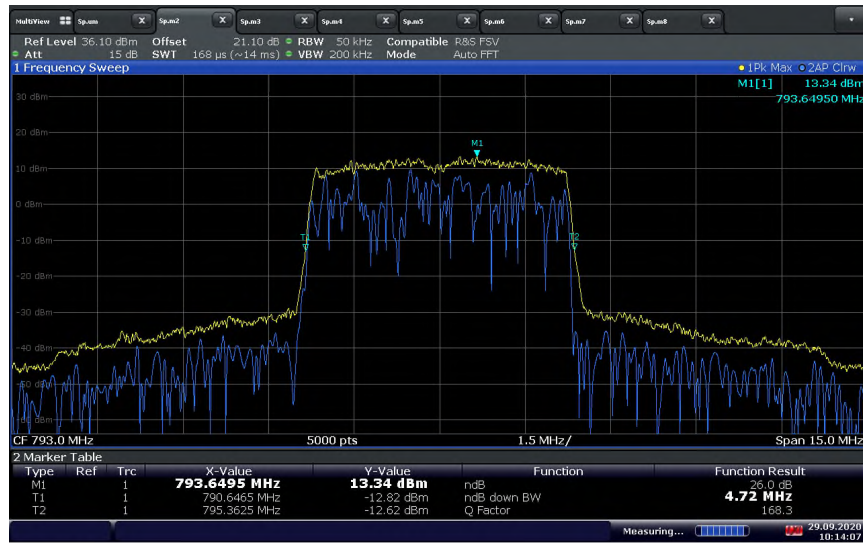 MultiView Sp.um X Sp.m2 X Sp.m3 X Sp.m4 X Sp.m5 X Sp.m6 X Sp.m7 X Sp.m8 X
Ref Level 36.10 dBm Offset 21.10 dB RBW 50 kHz Compatible R&S FSV
Att 15 dB SWT 168 µs (~14 ms) VBW 200 kHz Mode Auto FFT
1 Frequency Sweep 1Pk Max 2AP Clrw
M1[1] 13.34 dBm
793.64950 MHz
30 dBm
20 dBm
M1
10 dBm
0 dBm
T1 T2
-10 dBm
-20 dBm
-30 dBm
-40 dBm
-50 dBm
-60 dBm
CF 793.0 MHz 5000 pts 1.5 MHz/ Span 15.0 MHz
2 Marker Table
Type Ref Trc X-Value Y-Value Function Function Result
M1 1 793.6495 MHz 13.34 dBm ndB 26.0 dB
T1 1 790.6465 MHz -12.82 dBm ndB down BW 4.72 MHz
T2 1 795.3625 MHz -12.62 dBm Q Factor 168.3
Measuring... 29.09.2020
10:14:07